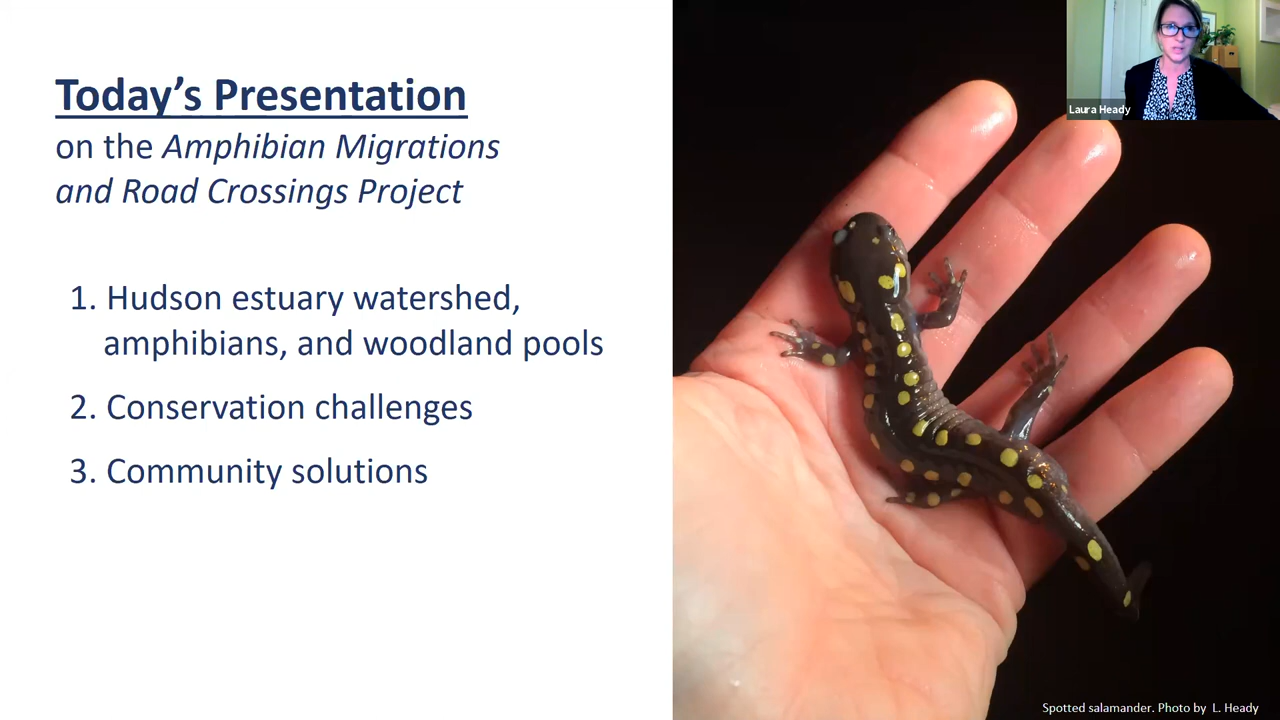 Today’s Presentation
on the Amphibian Migrations
and Road Crossings Project
1. Hudson estuary watershed,
amphibians, and woodland pools
2. Conservation challenges
3. Community solutions
Laura Heady
Spotted salamander. Photo by L. Heady